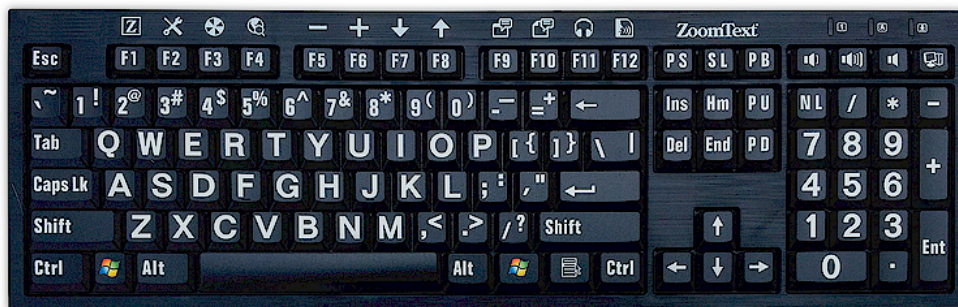 Z ZoomText 1 A
Esc F1 F2 F3 F4 F5 F6 F7 F8 F9 F10 F11 F12 PS SL PB
` ~ 1 ! 2 @ 3 # 4 $ 5 % 6 ^ 7 & 8 * 9 ( 0 ) - _ = + ← Ins Hm PU NL / * -
Tab Q W E R T Y U I O P [ { ] } \ | Del End PD 7 8 9 +
Caps Lk A S D F G H J K L ; : , " 4 5 6
Shift Z X C V B N M , < . > / ? Shift ↑ 1 2 3 Ent
Ctrl Alt Alt Ctrl ← ↓ → 0 .